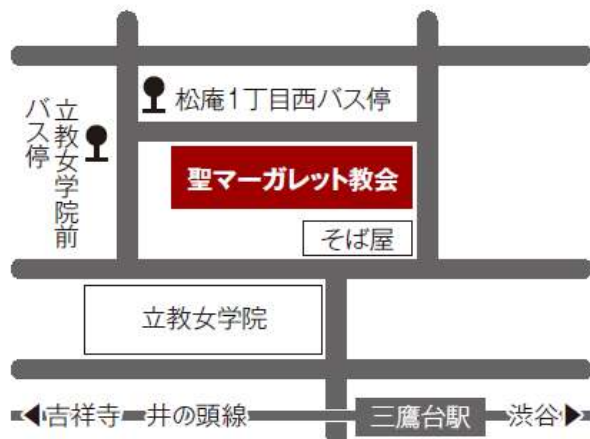 松庵1丁目西バス停
立教女学院前
バス停
聖マーガレット教会
そば屋
立教女学院
◀吉祥寺 井の頭線 三鷹台駅 渋谷▶